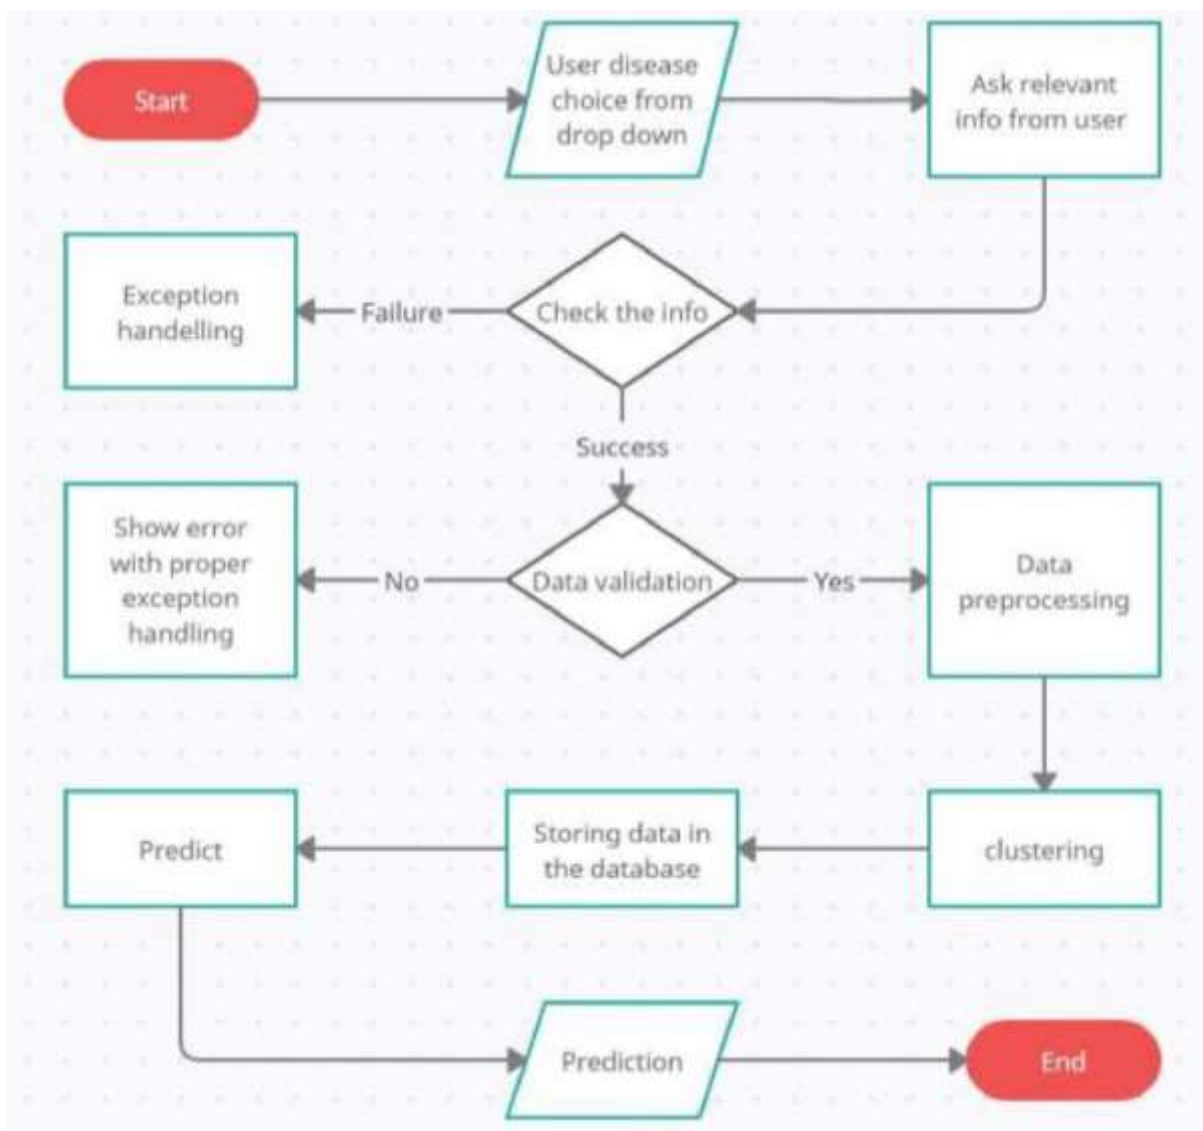 Start
User disease
choice from
drop down
Ask relevant
info from user
Exception
handelling
Failure
Check the info
Success
Show error
with proper
exception
handling
No
Data validation
Yes
Data
preprocessing
Predict
Storing data in
the database
clustering
Prediction
End